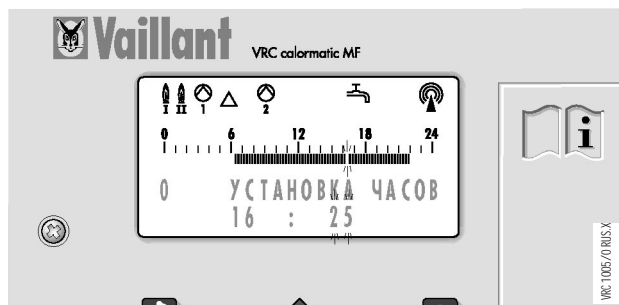 Vaillant
VRC calormatic MF
I II 1 2
0 6 12 18 24
0 УСТАНОВКА ЧАСОВ
16 : 25
i
VRC 1005/0 RUS.X